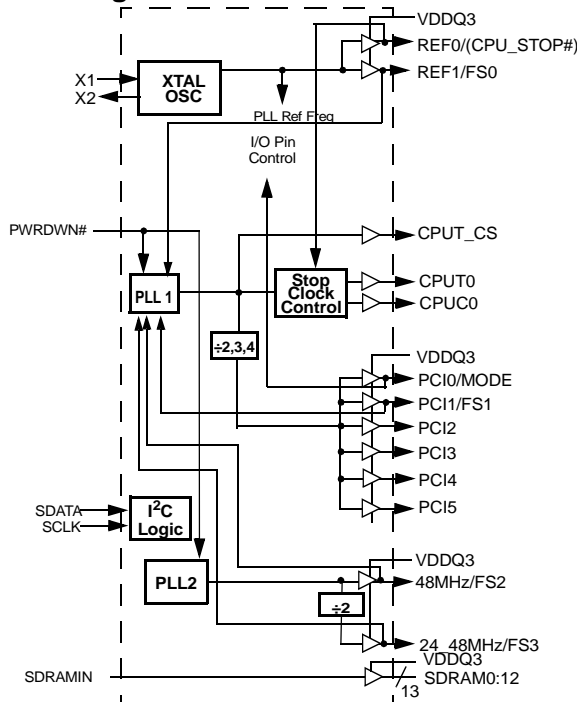 VDDQ3
REF0/(CPU_STOP#)
REF1/FS0
X1
X2
XTAL
OSC
PLL Ref Freq
I/O Pin
Control
PWRDWN#
PLL 1
÷2,3,4
Stop
Clock
Control
CPUT_CS
CPUT0
CPUC0
VDDQ3
PCI0/MODE
PCI1/FS1
PCI2
PCI3
PCI4
PCI5
SDATA
SCLK
I2C
Logic
PLL2
÷2
VDDQ3
48MHz/FS2
24_48MHz/FS3
VDDQ3
SDRAMIN
SDRAM0:12
13